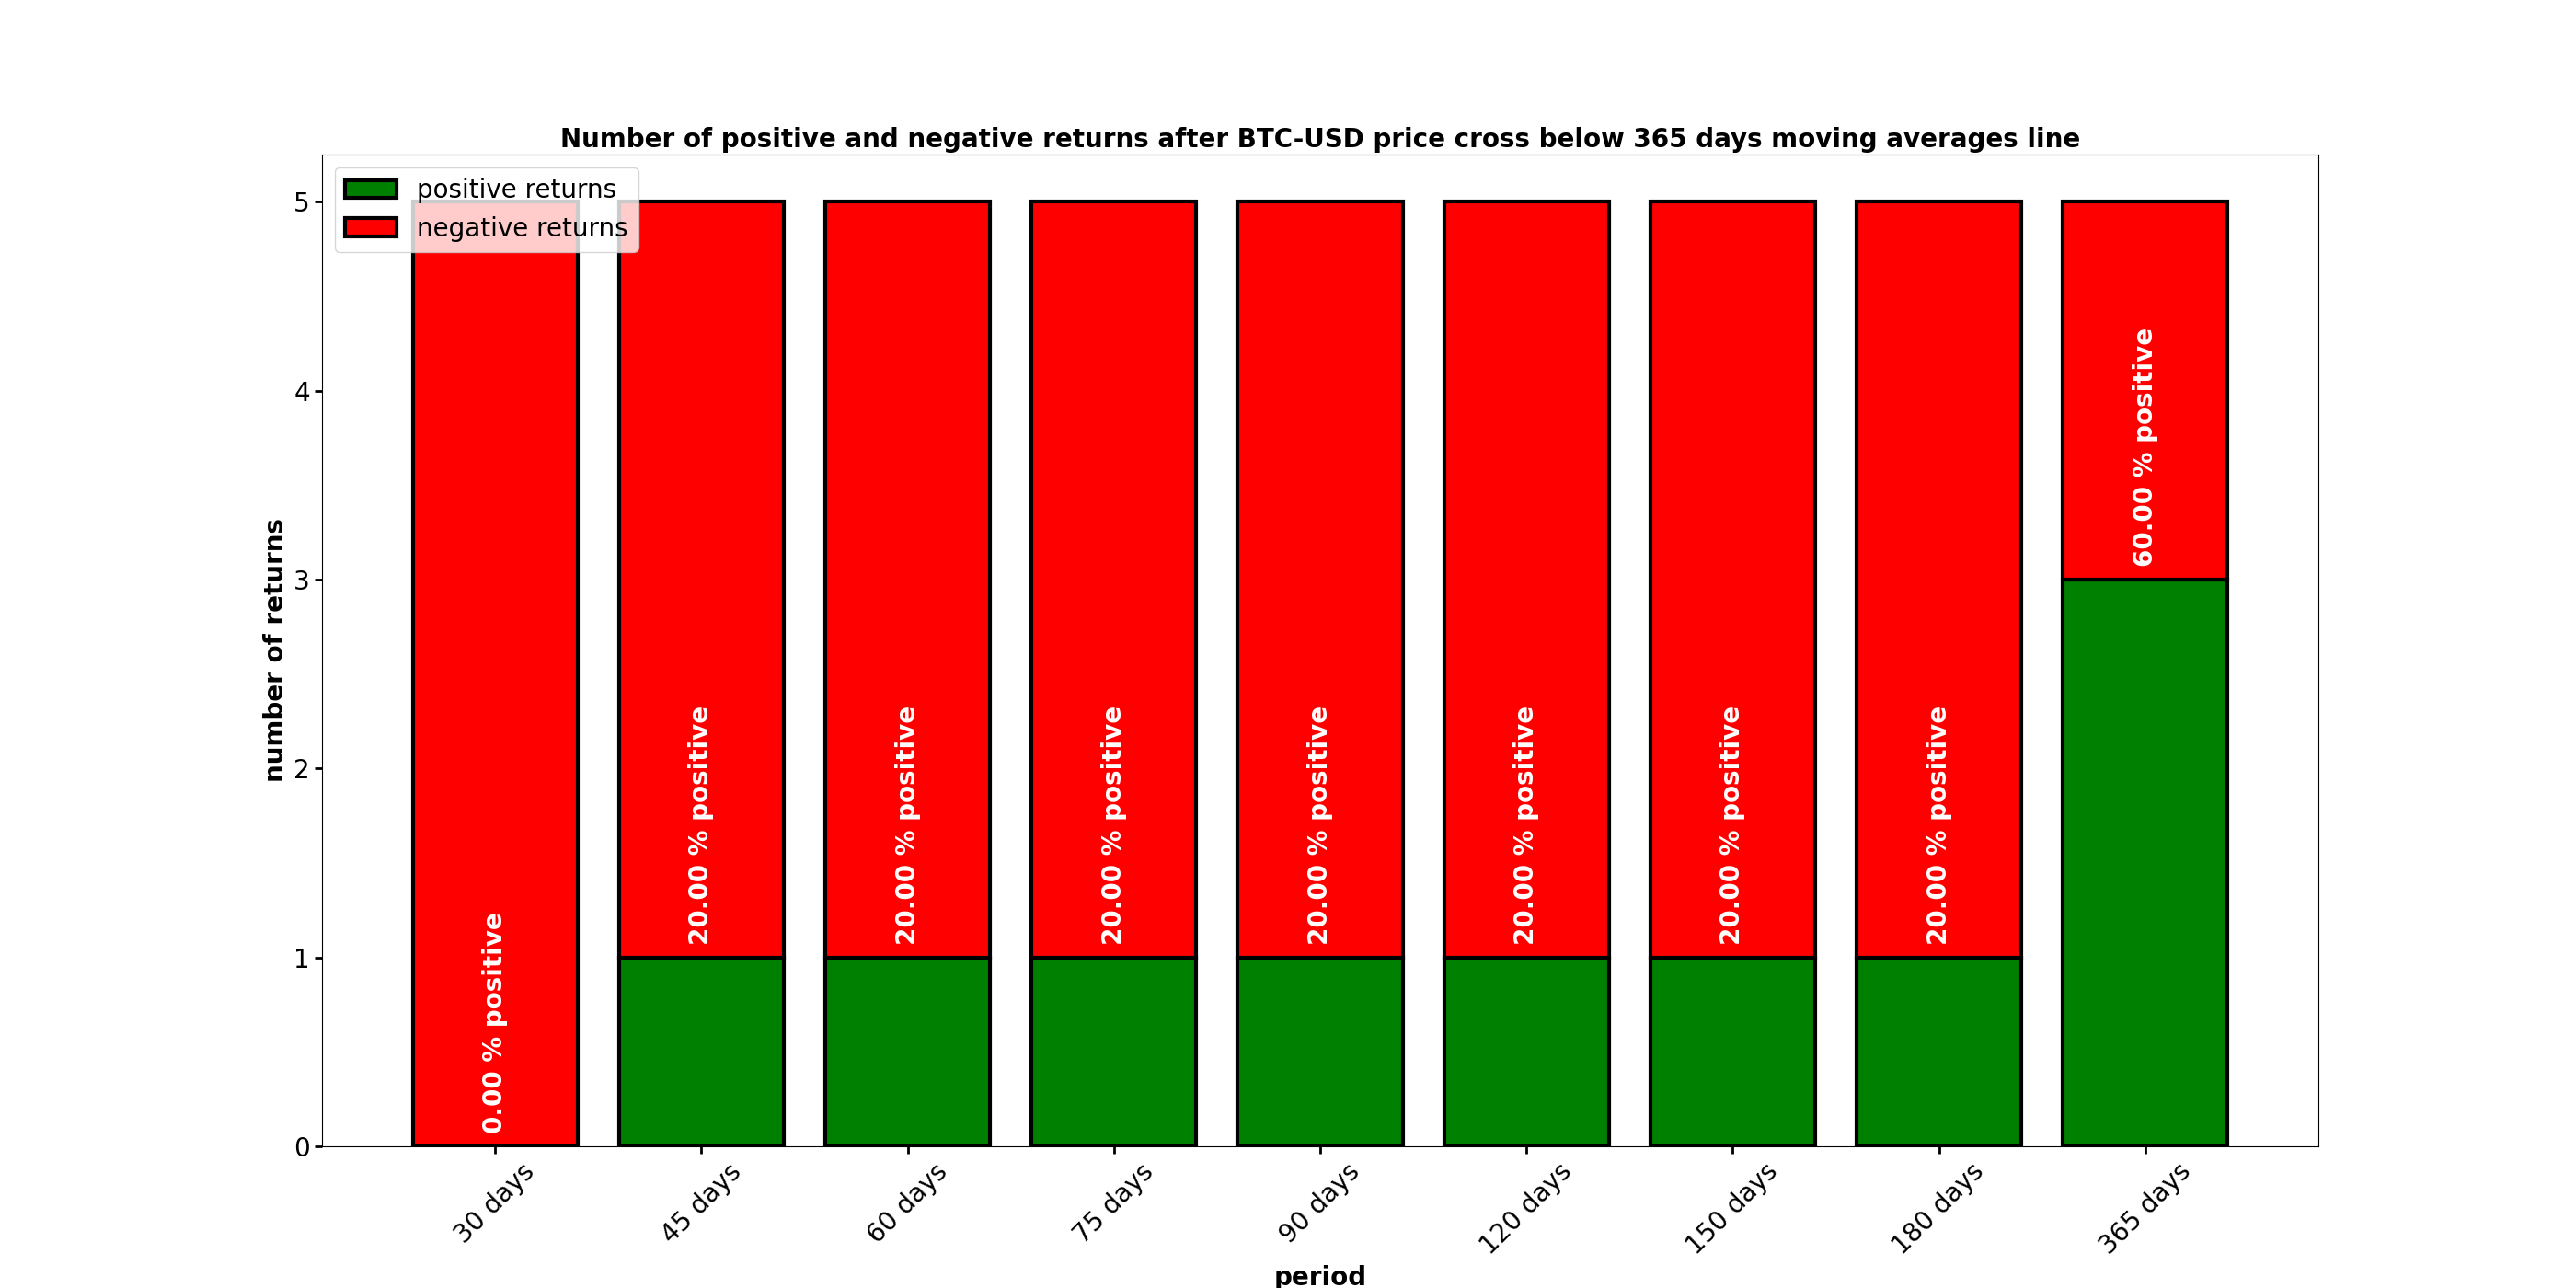 Number of positive and negative returns after BTC-USD price cross below 365 days moving averages line
positive returns
negative returns
number of returns
5
4
3
2
1
0
0.00 % positive
20.00 % positive
20.00 % positive
20.00 % positive
20.00 % positive
20.00 % positive
20.00 % positive
20.00 % positive
60.00 % positive
30 days
45 days
60 days
75 days
90 days
120 days
150 days
180 days
365 days
period